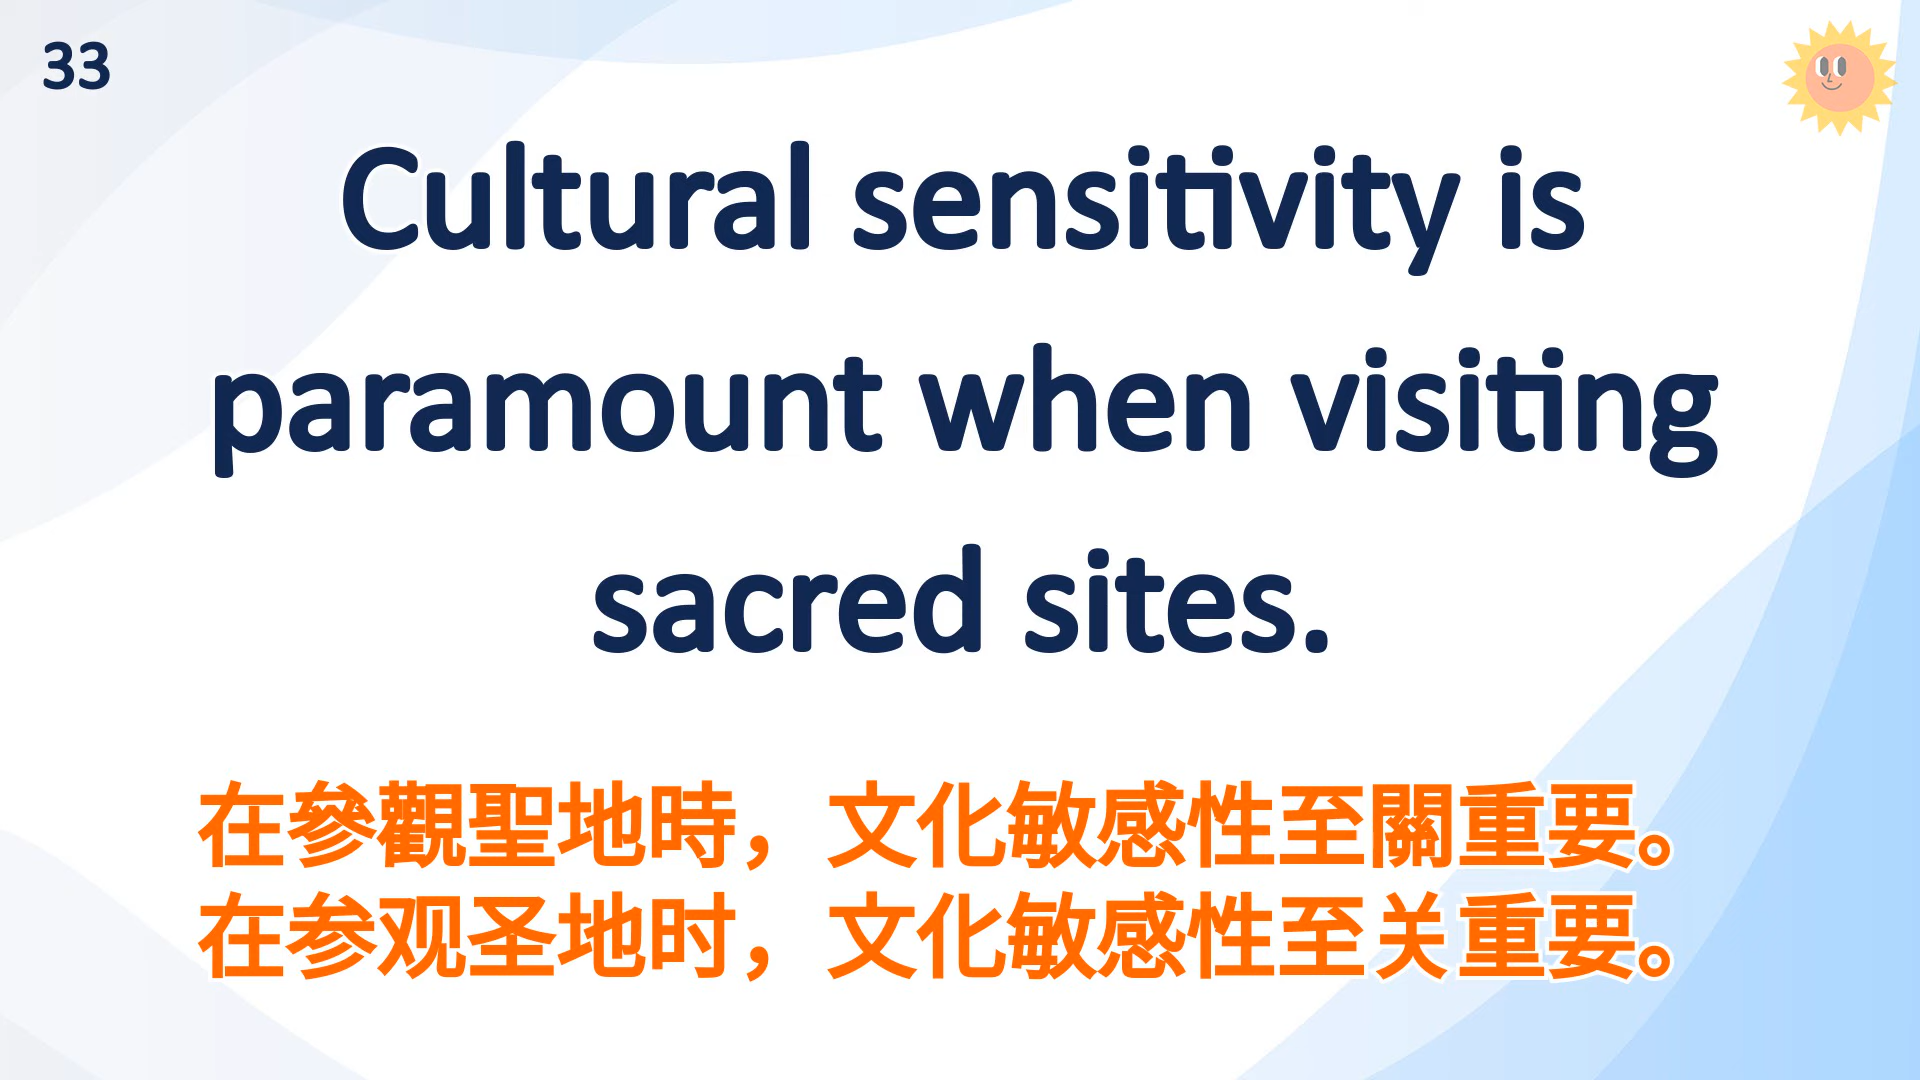 33
Cultural sensitivity is
paramount when visiting
sacred sites.
在參觀聖地時，文化敏感性至關重要。
在参观圣地时，文化敏感性至关重要。